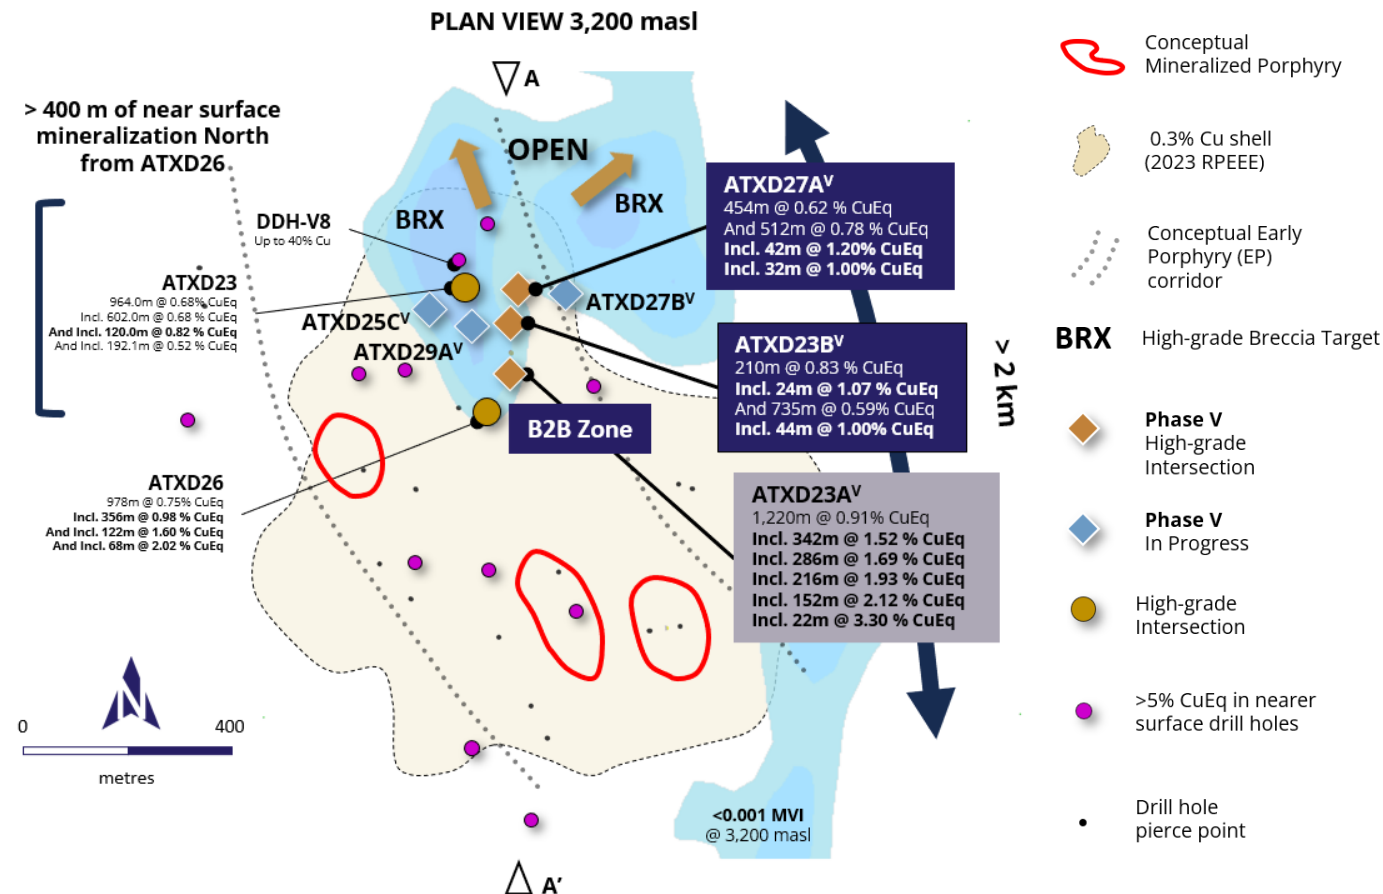 PLAN VIEW 3,200 masl
A
> 400 m of near surface
mineralization North
from ATXD26
OPEN
BRX
BRX
DDH-V8
Up to 40% Cu
ATXD23
964.0m @ 0.68% CuEq
Incl. 602.0m @ 0.68 % CuEq
And Incl. 120.0m @ 0.82 % CuEq
And Incl. 192.1m @ 0.52 % CuEq
ATXD25Cⱽ
ATXD29Aⱽ
ATXD27Bⱽ
ATXD27Aⱽ
454m @ 0.62 % CuEq
And 512m @ 0.78 % CuEq
Incl. 42m @ 1.20% CuEq
Incl. 32m @ 1.00% CuEq
ATXD23Bⱽ
210m @ 0.83 % CuEq
Incl. 24m @ 1.07 % CuEq
And 735m @ 0.59% CuEq
Incl. 44m @ 1.00% CuEq
> 2 km
B2B Zone
ATXD26
978m @ 0.75% CuEq
Incl. 356m @ 0.98 % CuEq
And Incl. 122m @ 1.60 % CuEq
And Incl. 68m @ 2.02 % CuEq
ATXD23Aⱽ
1,220m @ 0.91% CuEq
Incl. 342m @ 1.52 % CuEq
Incl. 286m @ 1.69 % CuEq
Incl. 216m @ 1.93 % CuEq
Incl. 152m @ 2.12 % CuEq
Incl. 22m @ 3.30 % CuEq
N
0 400
metres
<0.001 MVI
@ 3,200 masl
A'
Conceptual
Mineralized Porphyry
0.3% Cu shell
(2023 RPEEE)
Conceptual Early
Porphyry (EP)
corridor
BRX High-grade Breccia Target
Phase V
High-grade
Intersection
Phase V
In Progress
High-grade
Intersection
>5% CuEq in nearer
surface drill holes
Drill hole
pierce point